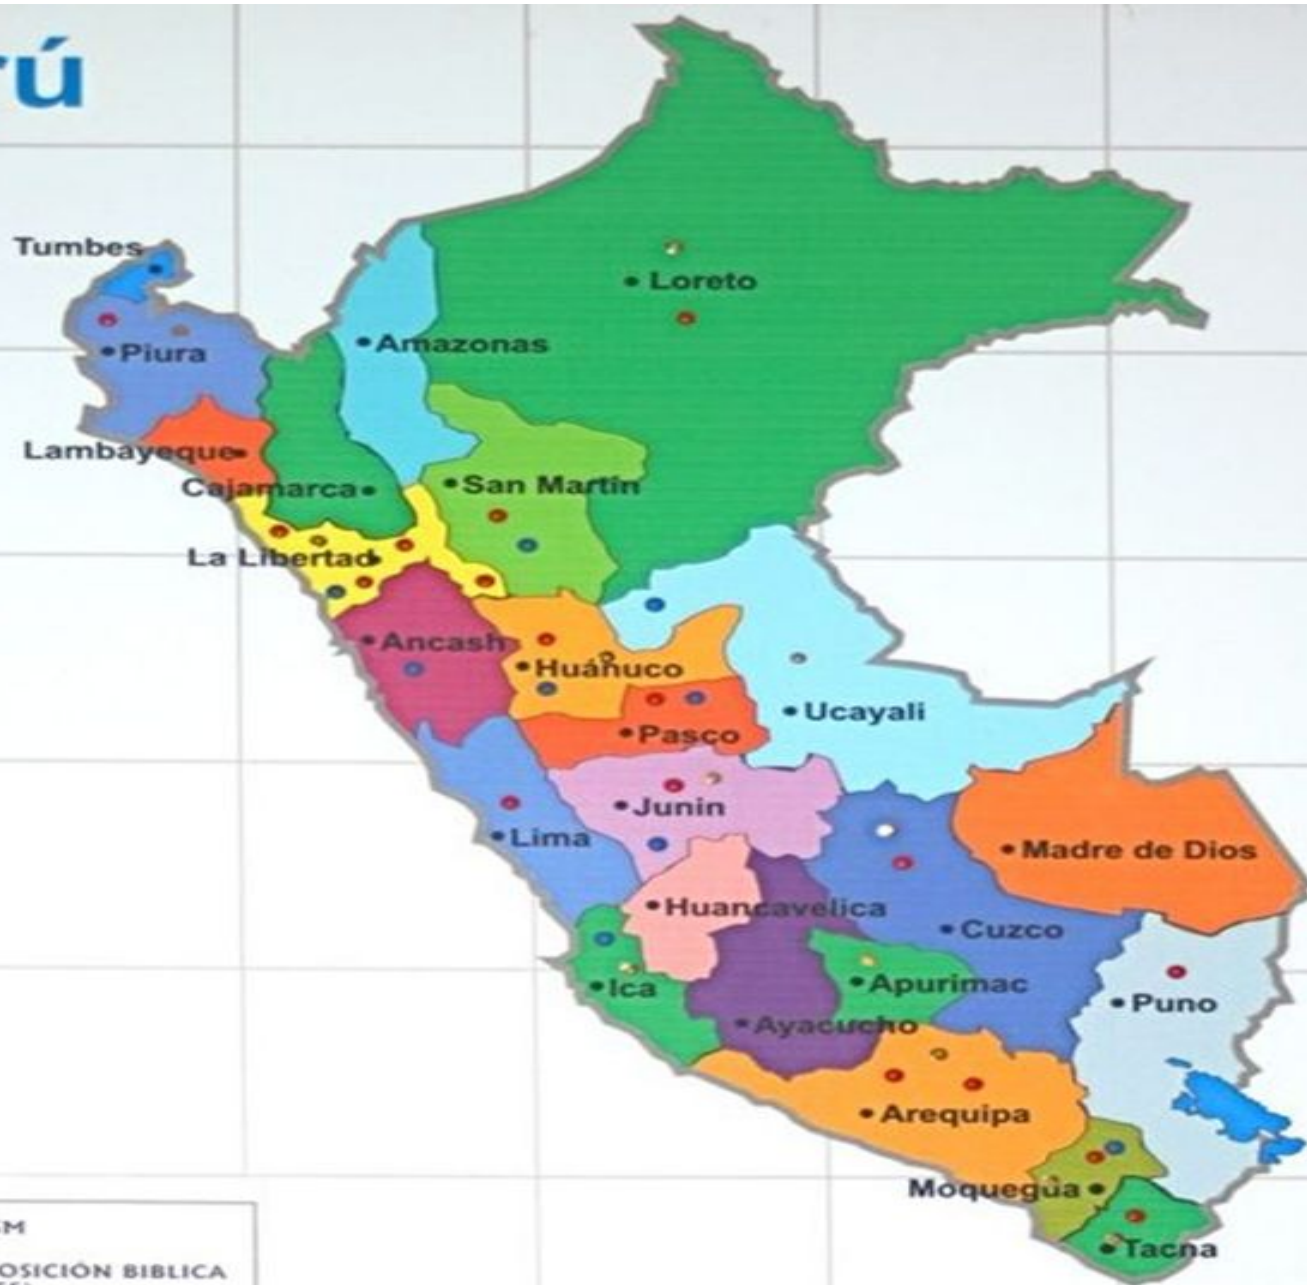 rú
Tumbes
Loreto
Piura
Amazonas
Lambayeque
Cajamarca
San Martin
La Libertad
Ancash
Huánuco
Ucayali
Pasco
Junin
Lima
Madre de Dios
Huancavelica
Cuzco
Ica
Apurimac
Puno
Ayacucho
Arequipa
Moquegua
Tacna
OSICIÓN BIBLICA